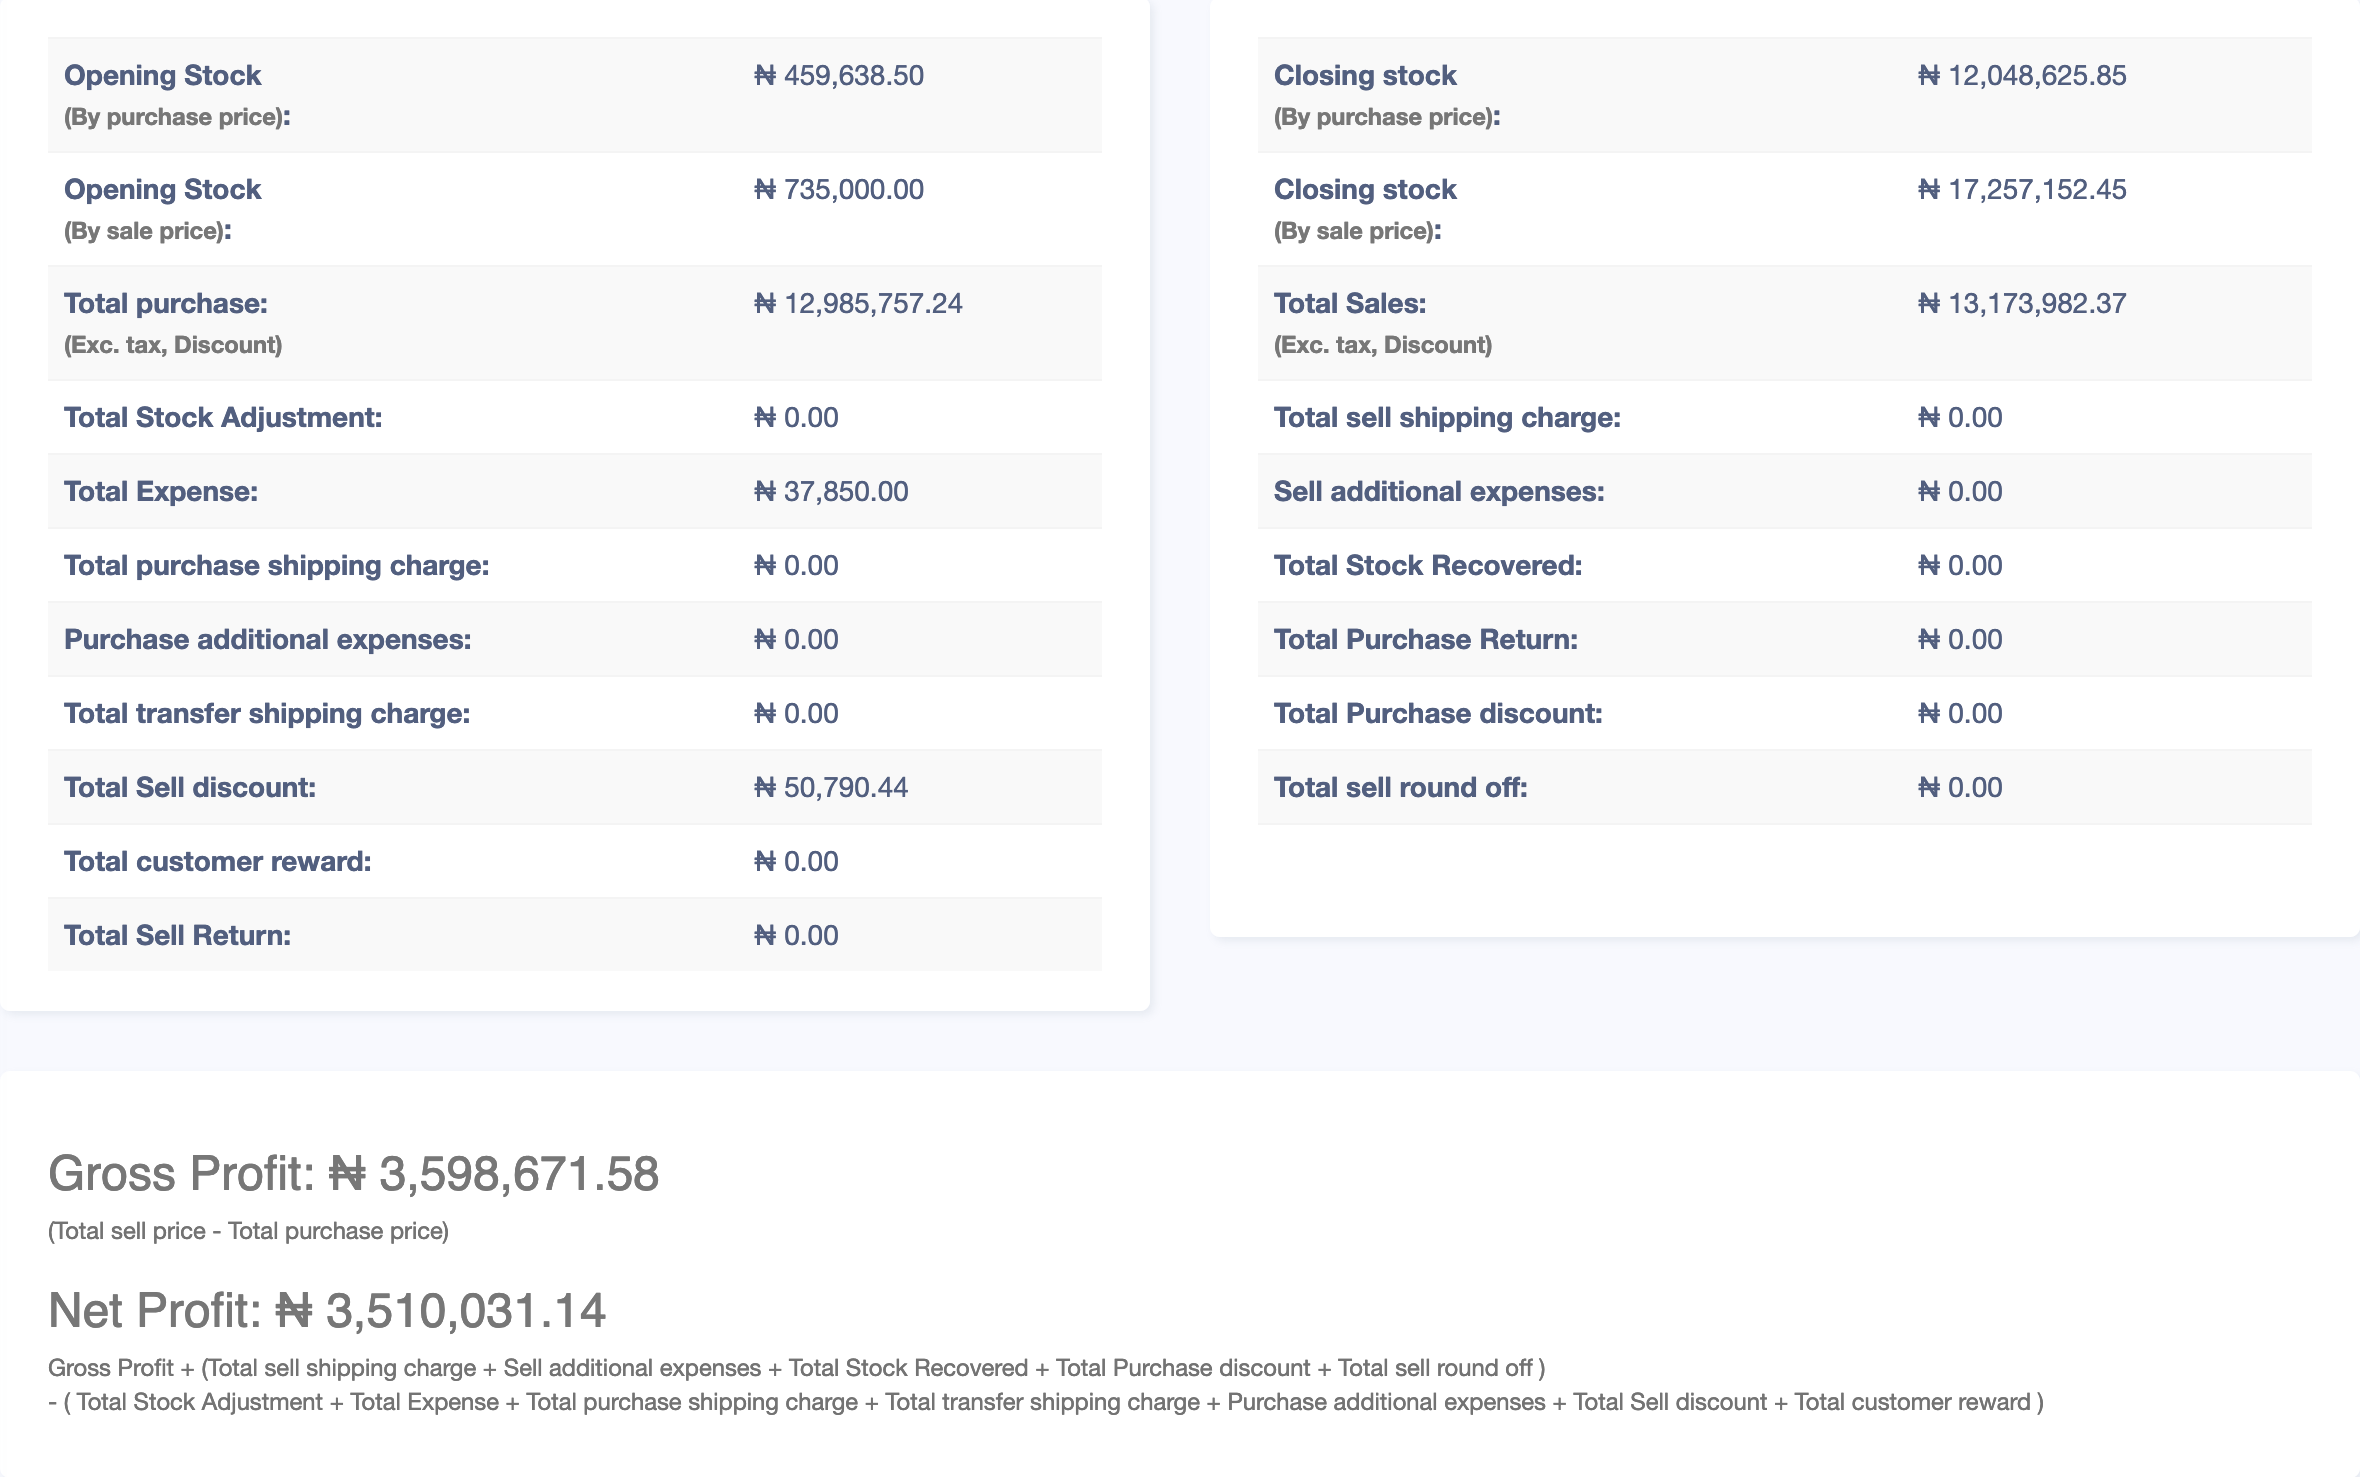 Opening Stock ₦ 459,638.50
(By purchase price):
Opening Stock ₦ 735,000.00
(By sale price):
Total purchase: ₦ 12,985,757.24
(Exc. tax, Discount)
Total Stock Adjustment: ₦ 0.00
Total Expense: ₦ 37,850.00
Total purchase shipping charge: ₦ 0.00
Purchase additional expenses: ₦ 0.00
Total transfer shipping charge: ₦ 0.00
Total Sell discount: ₦ 50,790.44
Total customer reward: ₦ 0.00
Total Sell Return: ₦ 0.00
Closing stock ₦ 12,048,625.85
(By purchase price):
Closing stock ₦ 17,257,152.45
(By sale price):
Total Sales: ₦ 13,173,982.37
(Exc. tax, Discount)
Total sell shipping charge: ₦ 0.00
Sell additional expenses: ₦ 0.00
Total Stock Recovered: ₦ 0.00
Total Purchase Return: ₦ 0.00
Total Purchase discount: ₦ 0.00
Total sell round off: ₦ 0.00
Gross Profit: ₦ 3,598,671.58
(Total sell price - Total purchase price)
Net Profit: ₦ 3,510,031.14
Gross Profit + (Total sell shipping charge + Sell additional expenses + Total Stock Recovered + Total Purchase discount + Total sell round off )
- ( Total Stock Adjustment + Total Expense + Total purchase shipping charge + Total transfer shipping charge + Purchase additional expenses + Total Sell discount + Total customer reward )